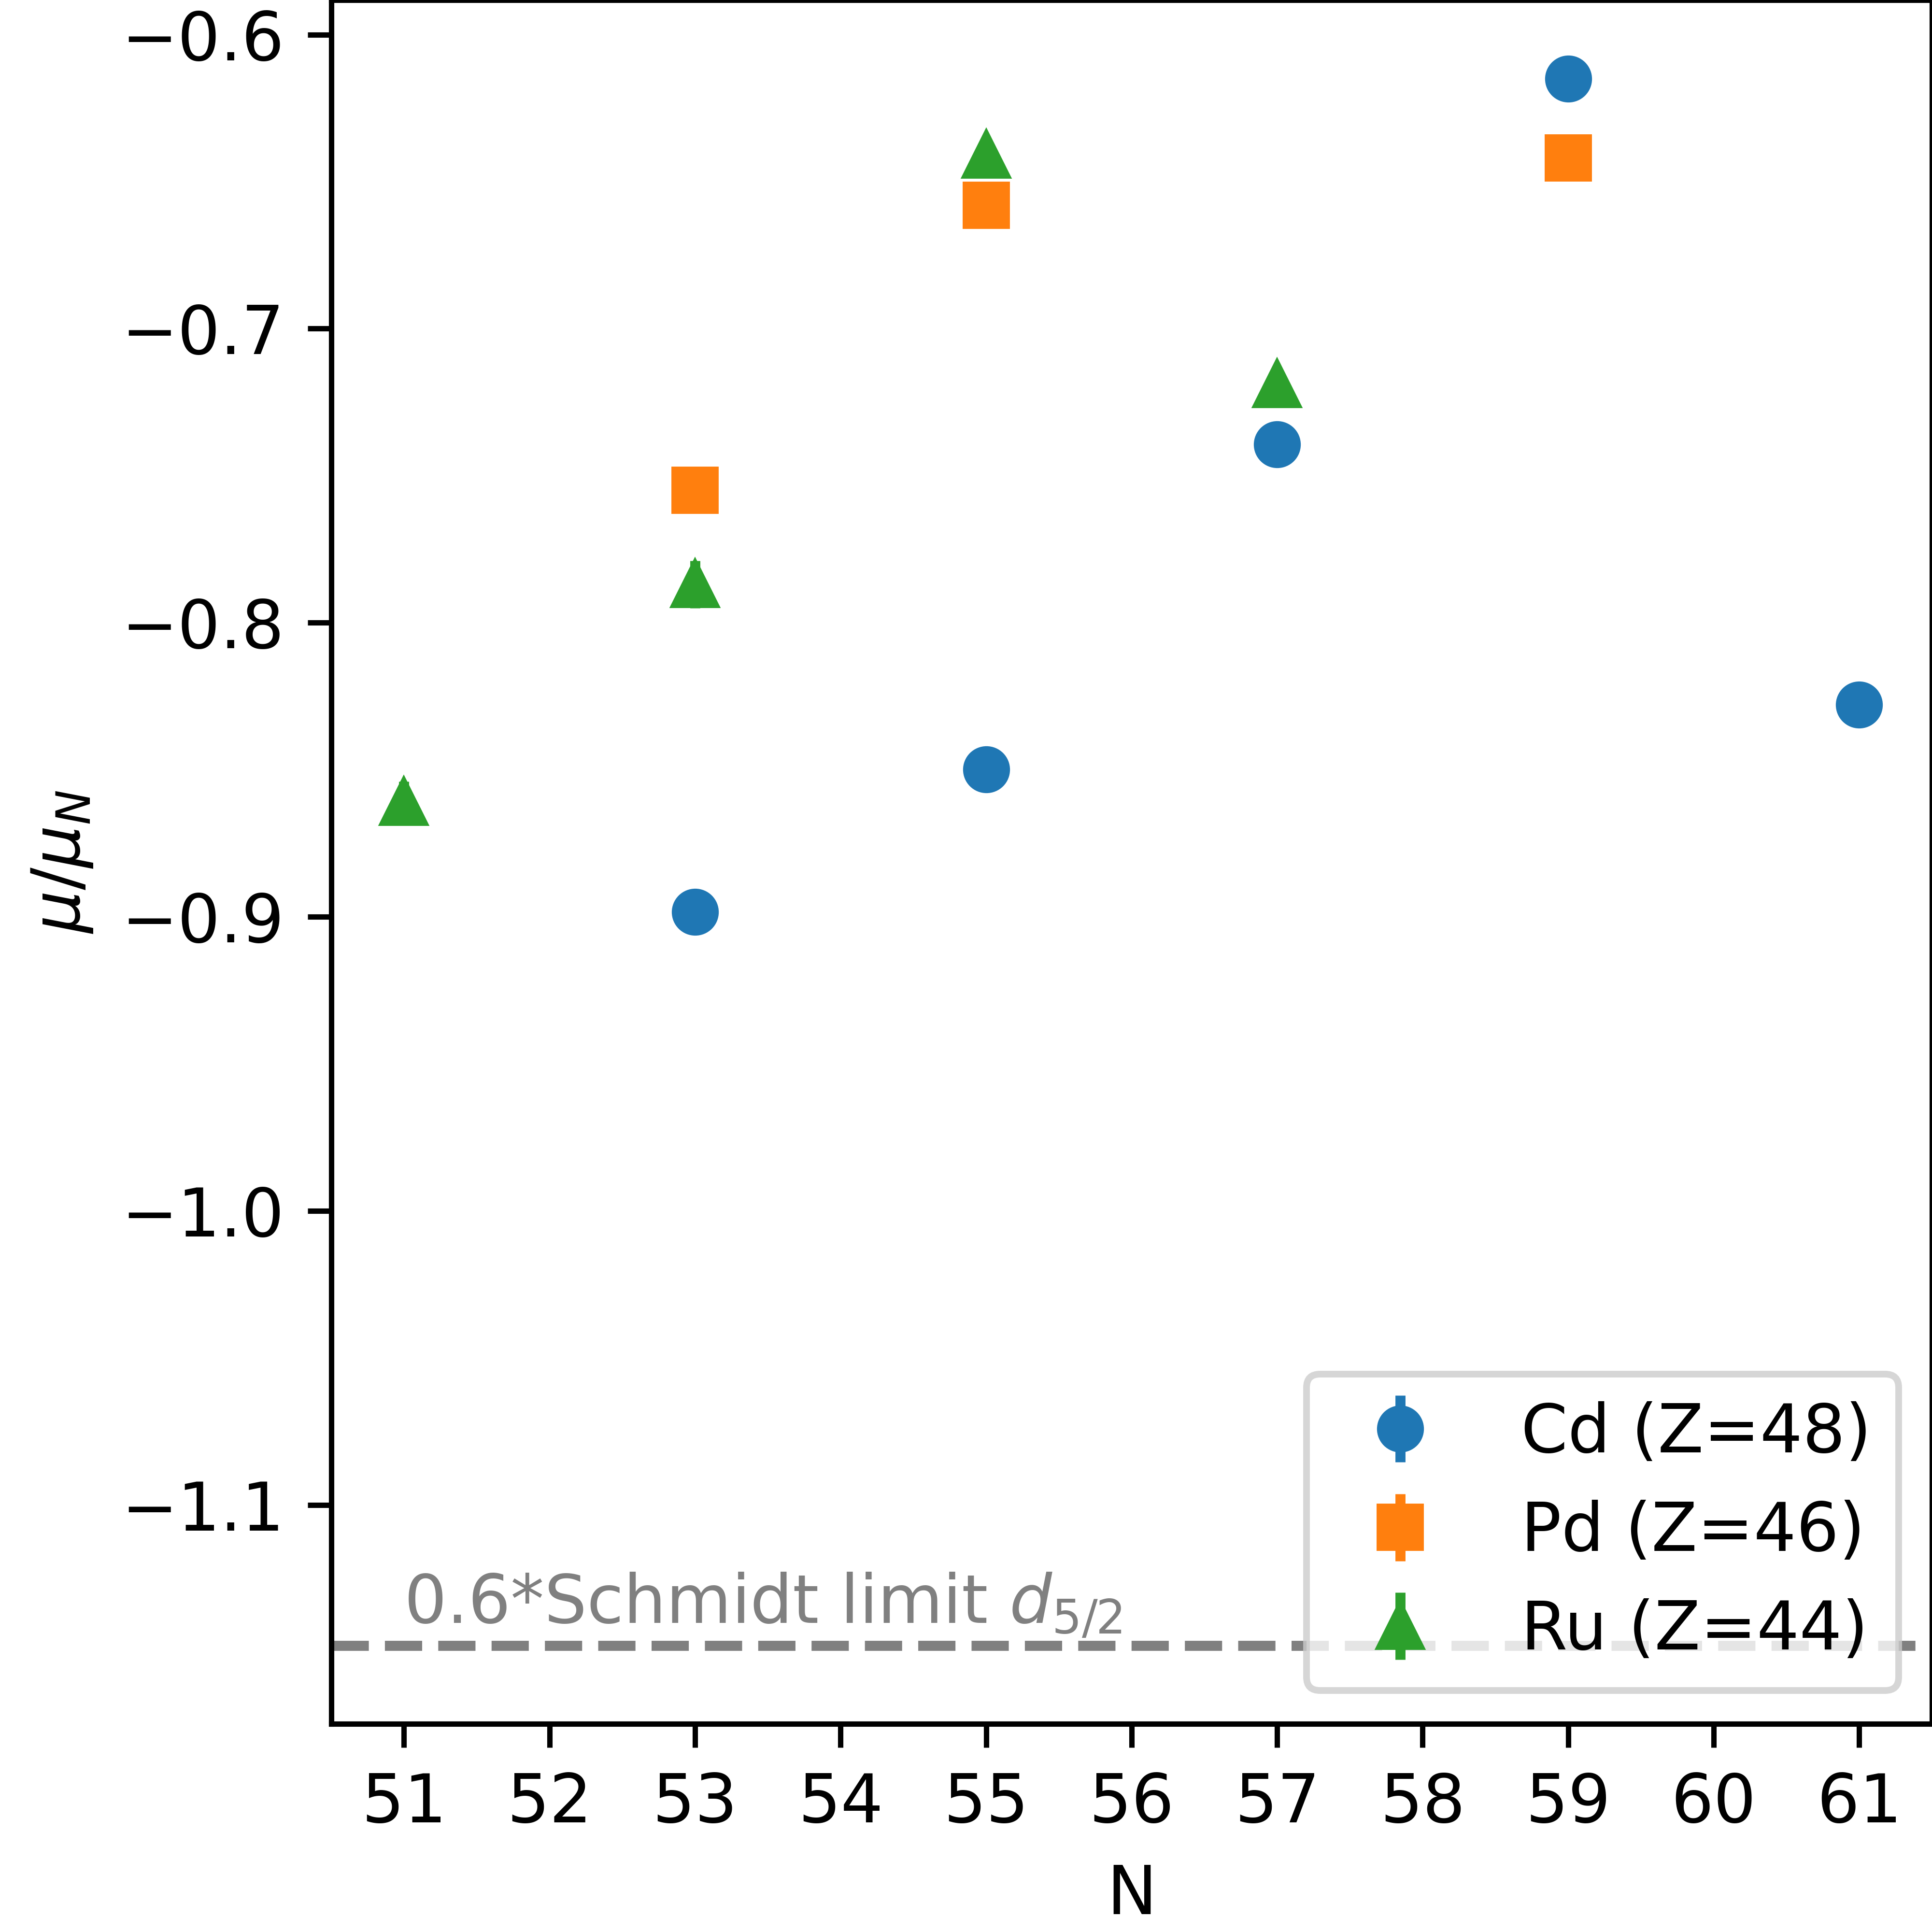 −0.6
−0.7
−0.8
−0.9
−1.0
−1.1
μ/μN
0.6*Schmidt limit d5/2
Cd (Z=48)
Pd (Z=46)
Ru (Z=44)
51 52 53 54 55 56 57 58 59 60 61
N